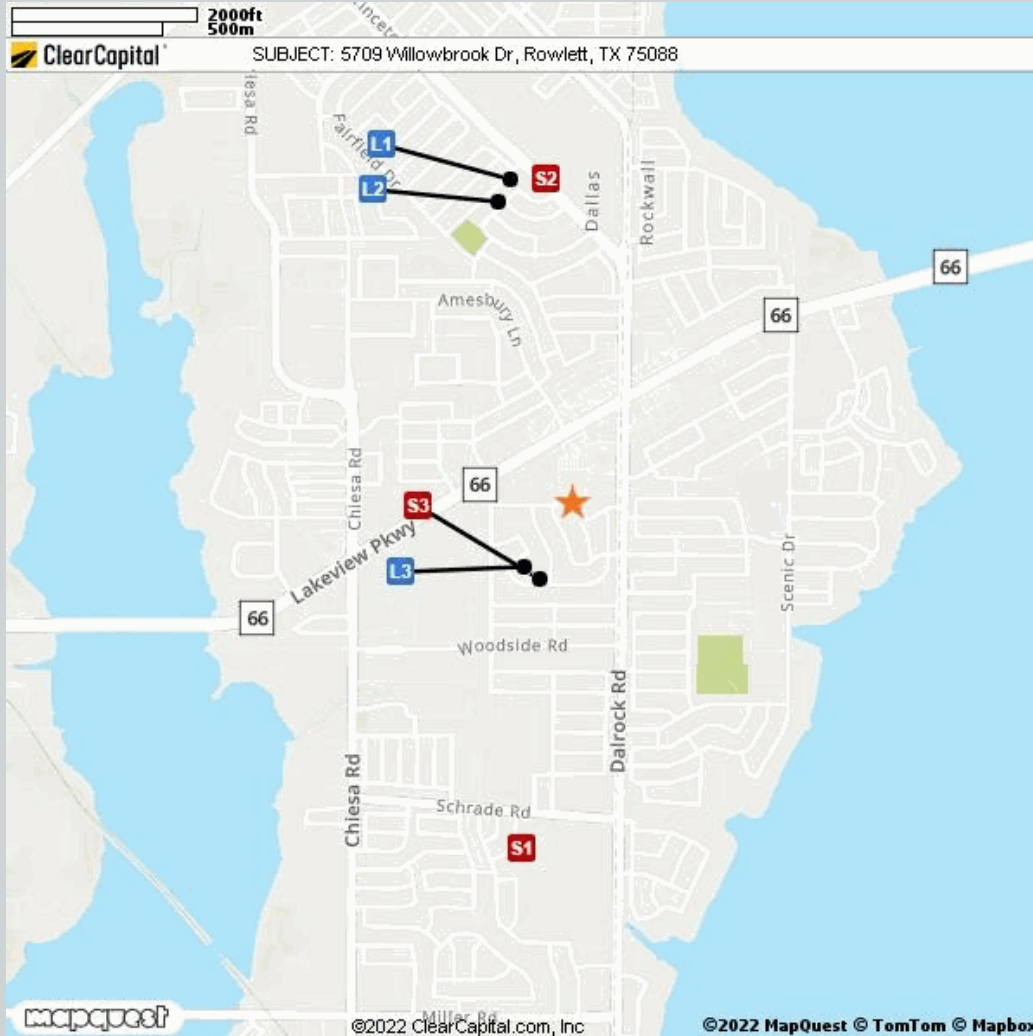 2000ft
500m
ClearCapital
SUBJECT: 5709 Willowbrook Dr, Rowlett, TX 75088
Fairfield Dr
L1
L2
S2
Dallas
Rockwall
66
66
Amesbury Ln
Chiesa Rd
66
S3
Lakeview Pkwy
L3
66
Scenic Dr
Woodside Rd
Dalrock Rd
Chiesa Rd
Schrade Rd
S1
Miller Rd
mapquest
©2022 ClearCapital.com, Inc
©2022 MapQuest © TomTom © Mapbox